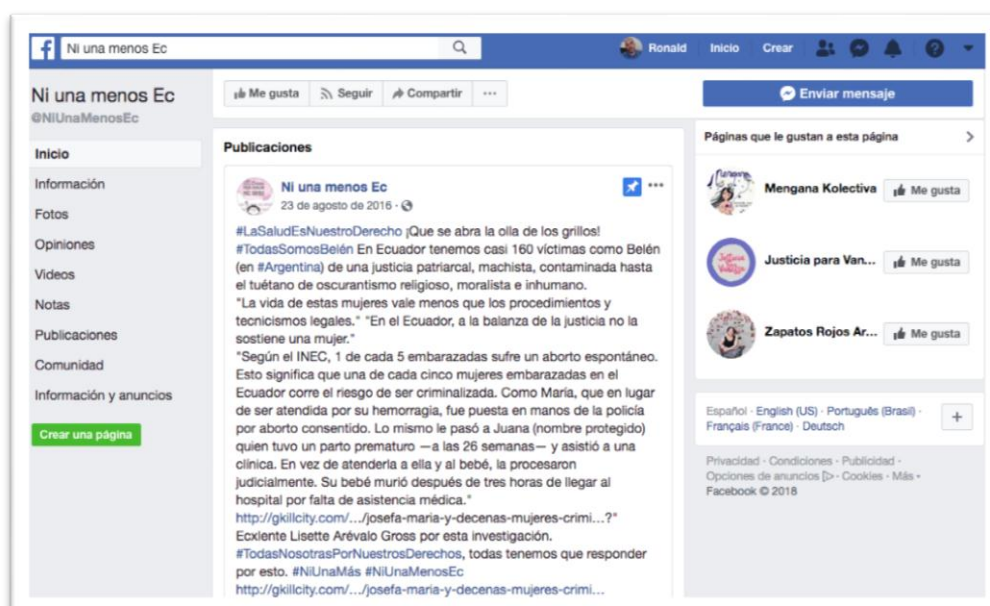 Ni una menos Ec
Ronald Inicio Crear
Ni una menos Ec
@NiUnaMenosEc
Inicio
Información
Fotos
Opiniones
Videos
Notas
Publicaciones
Comunidad
Información y anuncios
Crear una página
Me gusta Seguir Compartir ...
Publicaciones
Ni una menos Ec
23 de agosto de 2016 ·
#LaSaludEsNuestroDerecho ¡Que se abra la olla de los grillos!
#TodasSomosBelén En Ecuador tenemos casi 160 víctimas como Belén
(en #Argentina) de una justicia patriarcal, machista, contaminada hasta
el tuétano de oscurantismo religioso, moralista e inhumano.
"La vida de estas mujeres vale menos que los procedimientos y
tecnicismos legales." "En el Ecuador, a la balanza de la justicia no la
sostiene una mujer."
"Según el INEC, 1 de cada 5 embarazadas sufre un aborto espontáneo.
Esto significa que una de cada cinco mujeres embarazadas en el
Ecuador corre el riesgo de ser criminalizada. Como María, que en lugar
de ser atendida por su hemorragia, fue puesta en manos de la policía
por aborto consentido. Lo mismo le pasó a Juana (nombre protegido)
quien tuvo un parto prematuro —a las 26 semanas— y asistió a una
clínica. En vez de atenderla a ella y al bebé, la procesaron
judicialmente. Su bebé murió después de tres horas de llegar al
hospital por falta de asistencia médica."
http://gkillcity.com/.../josefa-maria-y-decenas-mujeres-crimi...?"
Ecxlente Lisette Arévalo Gross por esta investigación.
#TodasNosotrasPorNuestrosDerechos, todas tenemos que responder
por esto. #NiUnaMás #NiUnaMenosEc
http://gkillcity.com/.../josefa-maria-y-decenas-mujeres-crimi...
Enviar mensaje
Páginas que le gustan a esta página
Mengana Kolectiva Me gusta
Justicia para Van... Me gusta
Zapatos Rojos Ar... Me gusta
Español · English (US) · Português (Brasil) ·
Français (France) · Deutsch
Privacidad · Condiciones · Publicidad ·
Opciones de anuncios · Cookies · Más
Facebook © 2018